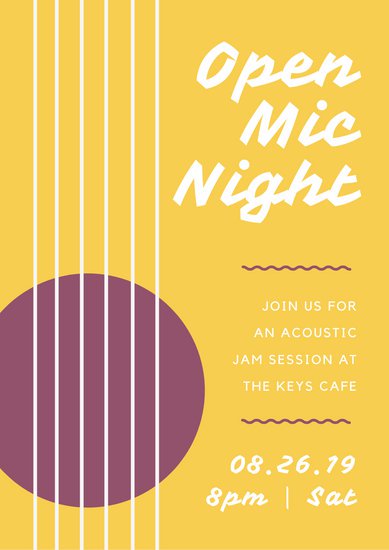 Open
Mic
Night
JOIN US FOR
AN ACOUSTIC
JAM SESSION AT
THE KEYS CAFE
08.26.19
8pm | Sat